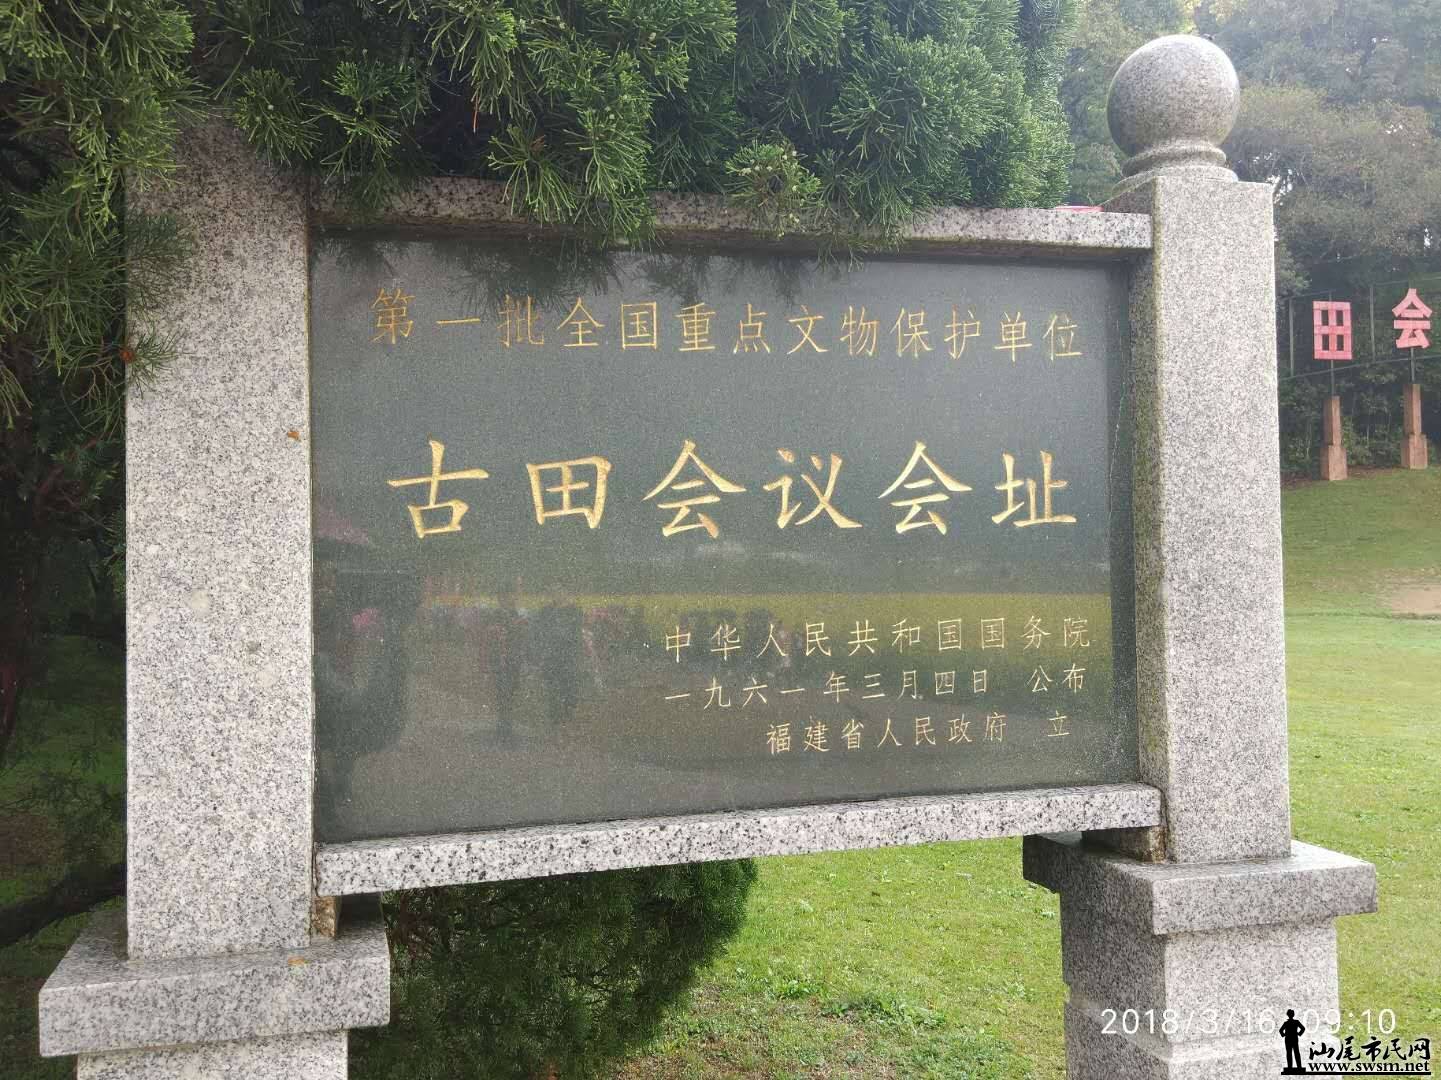 第一批全国重点文物保护单位
古田会议会址
中华人民共和国国务院
一九六一年三月四日 公布
福建省人民政府 立
田会
2018/3/16 09:10
汕尾市民网
www.swsm.net